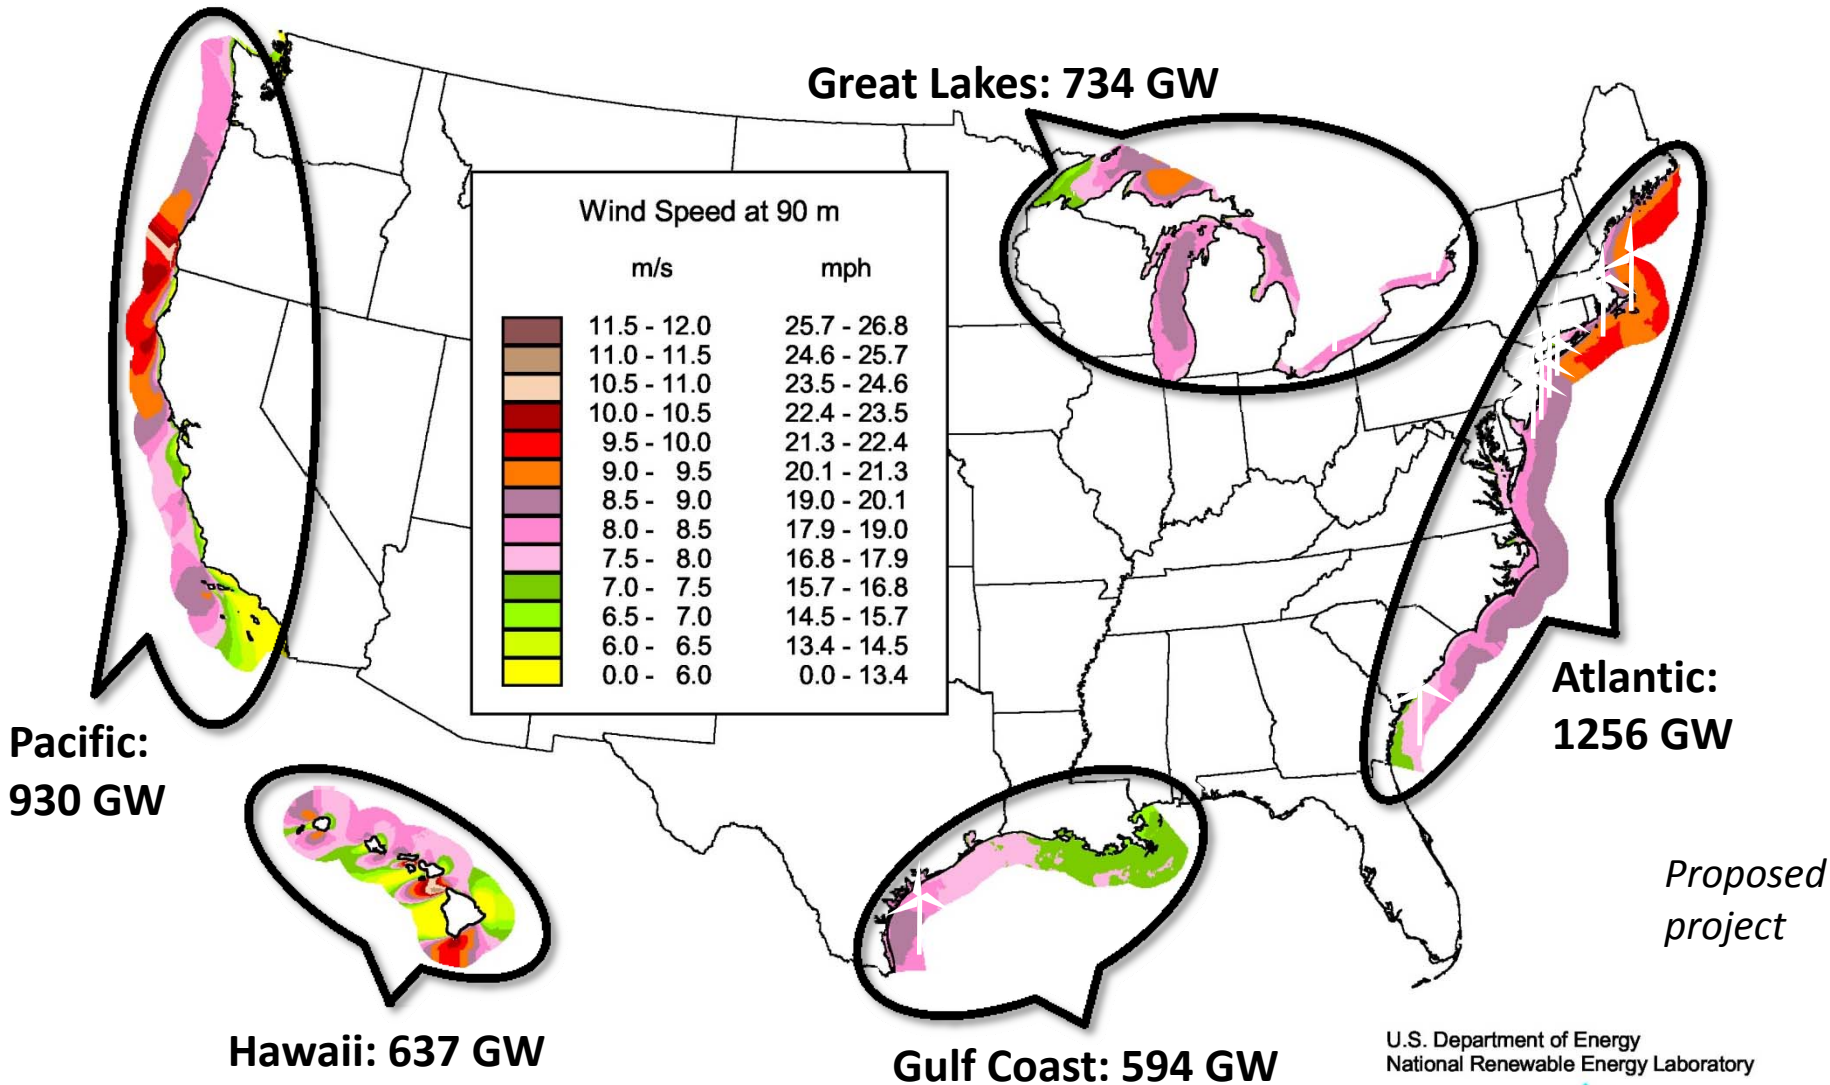 Great Lakes: 734 GW
Wind Speed at 90 m
m/s mph
11.5 - 12.0 25.7 - 26.8
11.0 - 11.5 24.6 - 25.7
10.5 - 11.0 23.5 - 24.6
10.0 - 10.5 22.4 - 23.5
9.5 - 10.0 21.3 - 22.4
9.0 - 9.5 20.1 - 21.3
8.5 - 9.0 19.0 - 20.1
8.0 - 8.5 17.9 - 19.0
7.5 - 8.0 16.8 - 17.9
7.0 - 7.5 15.7 - 16.8
6.5 - 7.0 14.5 - 15.7
6.0 - 6.5 13.4 - 14.5
0.0 - 6.0 0.0 - 13.4
Atlantic:
1256 GW
Pacific:
930 GW
Proposed
project
Hawaii: 637 GW
Gulf Coast: 594 GW
U.S. Department of Energy
National Renewable Energy Laboratory